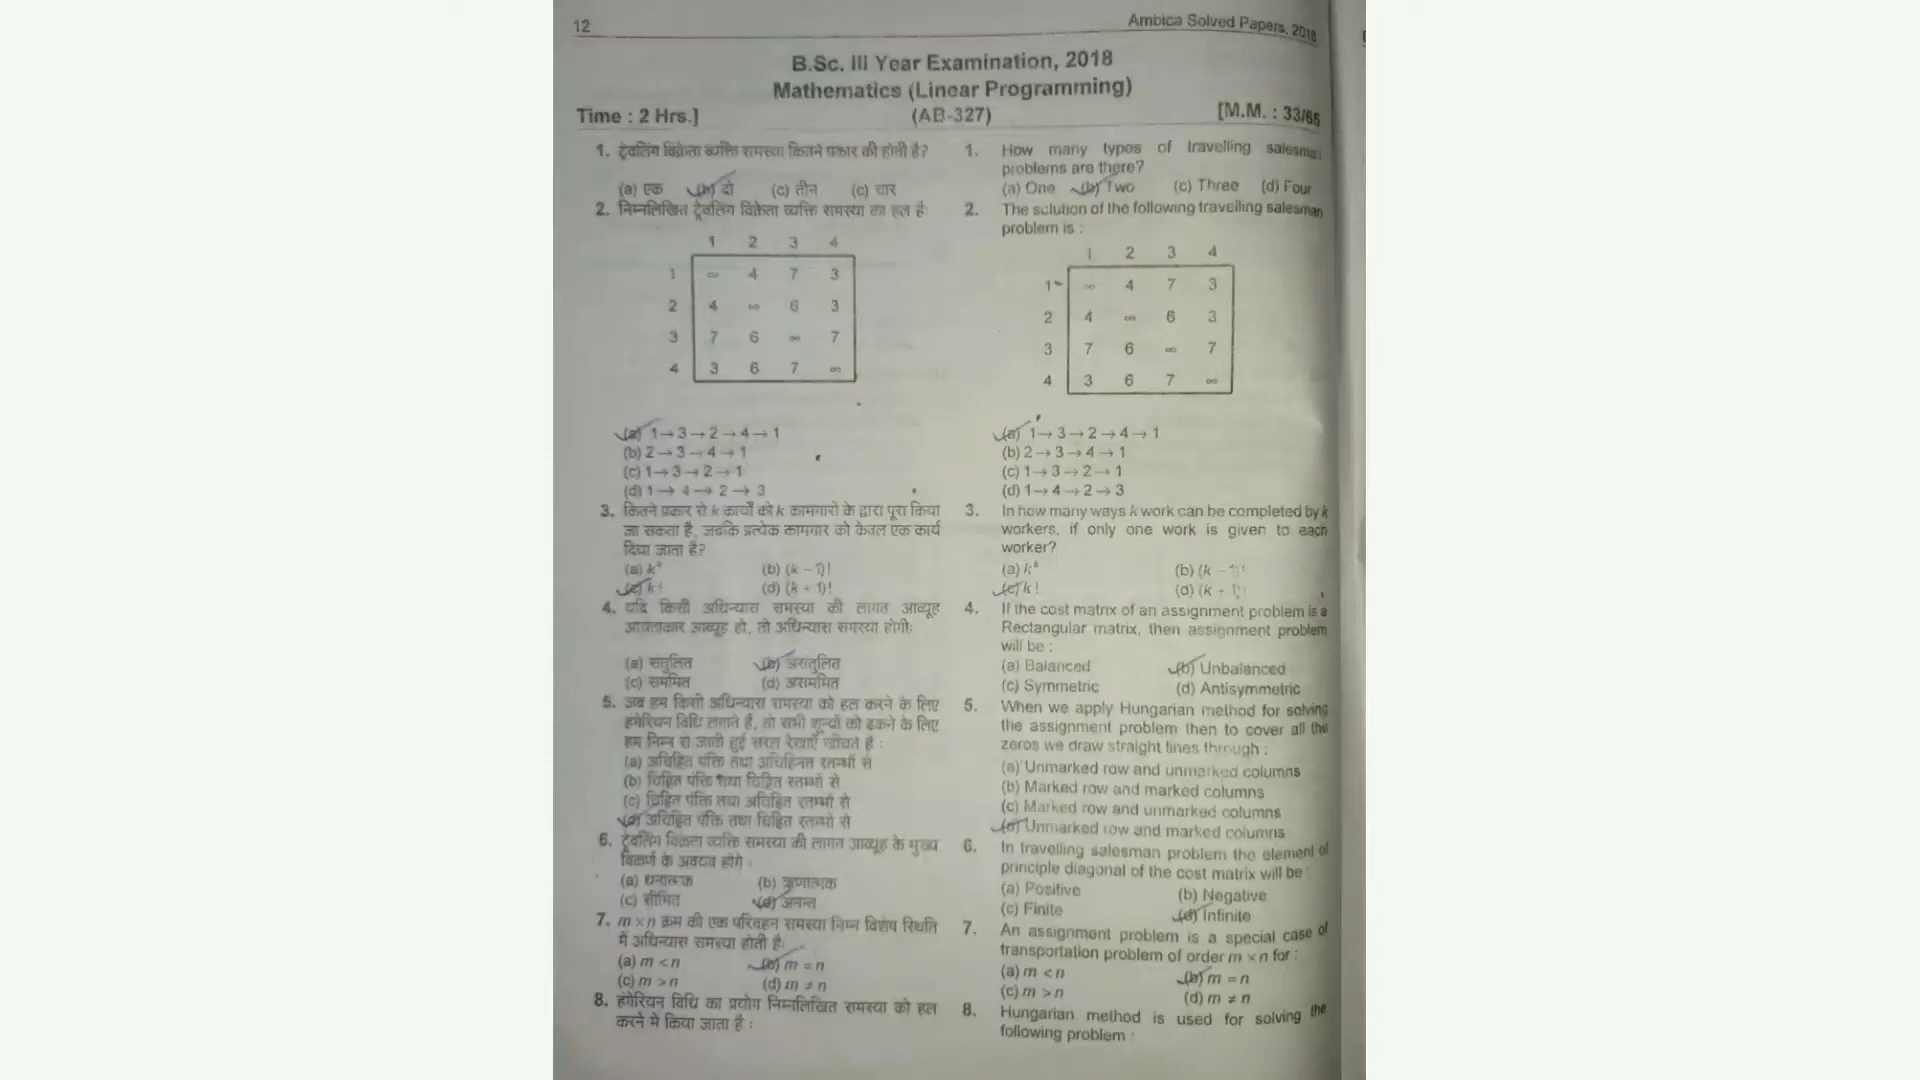 12
Ambica Solved Papers, 2018
B.Sc. III Year Examination, 2018
Mathematics (Linear Programming)
Time : 2 Hrs.]
(AB-327)
[M.M. : 33/65
1. ट्रेवलिंग विक्रेता व्यक्ति समस्या कितने प्रकार की होती है?
(a) एक (b) दो (c) तीन (c) चार
2. निम्नलिखित ट्रेवलिंग विक्रेता व्यक्ति समस्या का हल है
1 2 3 4
1 ∞ 4 7 3
2 4 ∞ 6 3
3 7 6 ∞ 7
4 3 6 7 ∞
(a) 1→3→2→4→1
(b) 2→3→4→1
(c) 1→3→2→1
(d) 1→4→2→3
3. कितने प्रकार से k कार्यों को k कामगारों के द्वारा पूरा किया
जा सकता है, जबकि प्रत्येक कामगार को केवल एक कार्य
दिया जाता है?
(a) kᵏ (b) (k – 1)!
(c) k! (d) (k + 1)!
4. यदि किसी अधिन्यास समस्या की लागत आव्यूह
आयताकार आव्यूह हो, तो अधिन्यास समस्या होगीः
(a) संतुलित (b) असंतुलित
(c) सममित (d) असममित
5. जब हम किसी अधिन्यास समस्या को हल करने के लिए
हंगेरियन विधि लगाते हैं, तो सभी शून्यों को ढकने के लिए
हम निम्न से जाती हुई सरल रेखाएँ खींचते है :
(a) अचिह्नित पंक्ति तथा अचिह्नित स्तम्भों से
(b) चिह्नित पंक्ति तथा चिह्नित स्तम्भों से
(c) चिह्नित पंक्ति तथा अचिह्नित स्तम्भों से
(d) अचिह्नित पंक्ति तथा चिह्नित स्तम्भों से
6. ट्रेवलिंग विक्रेता व्यक्ति समस्या की लागत आव्यूह के मुख्य
विकर्ण के अवयव होंगे :
(a) धनात्मक (b) ऋणात्मक
(c) सीमित (d) अनन्त
7. m × n क्रम की एक परिवहन समस्या निम्न विशेष स्थिति
में अधिन्यास समस्या होती हैः
(a) m < n (b) m = n
(c) m > n (d) m ≠ n
8. हंगेरियन विधि का प्रयोग निम्नलिखित समस्या को हल
करने मे किया जाता है :
1. How many types of travelling salesman
problems are there?
(a) One (b) Two (c) Three (d) Four
2. The solution of the following travelling salesman
problem is :
1 2 3 4
1 ∞ 4 7 3
2 4 ∞ 6 3
3 7 6 ∞ 7
4 3 6 7 ∞
(a) 1→3→2→4→1
(b) 2→3→4→1
(c) 1→3→2→1
(d) 1→4→2→3
3. In how many ways k work can be completed by k
workers, if only one work is given to each
worker?
(a) kᵏ (b) (k – 1)!
(c) k! (d) (k + 1)!
4. If the cost matrix of an assignment problem is a
Rectangular matrix, then assignment problem
will be :
(a) Balanced (b) Unbalanced
(c) Symmetric (d) Antisymmetric
5. When we apply Hungarian method for solving
the assignment problem then to cover all the
zeros we draw straight lines through :
(a) Unmarked row and unmarked columns
(b) Marked row and marked columns
(c) Marked row and unmarked columns
(d) Unmarked row and marked columns
6. In travelling salesman problem the element of
principle diagonal of the cost matrix will be :
(a) Positive (b) Negative
(c) Finite (d) Infinite
7. An assignment problem is a special case of
transportation problem of order m × n for :
(a) m < n (b) m = n
(c) m > n (d) m ≠ n
8. Hungarian method is used for solving the
following problem :